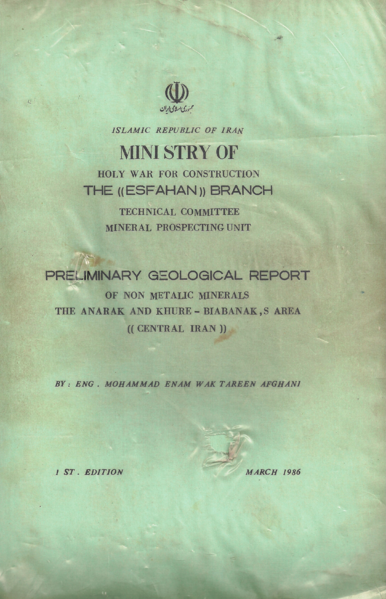 جمهوری اسلامی ایران
ISLAMIC REPUBLIC OF IRAN
MINISTRY OF
HOLY WAR FOR CONSTRUCTION
THE ((ESFAHAN)) BRANCH
TECHNICAL COMMITTEE
MINERAL PROSPECTING UNIT
PRELIMINARY GEOLOGICAL REPORT
OF NON METALIC MINERALS
THE ANARAK AND KHURE - BIABANAK,S AREA
((CENTRAL IRAN))
BY: ENG. MOHAMMAD ENAM WAK TAREEN AFGHANI
1 ST. EDITION MARCH 1986